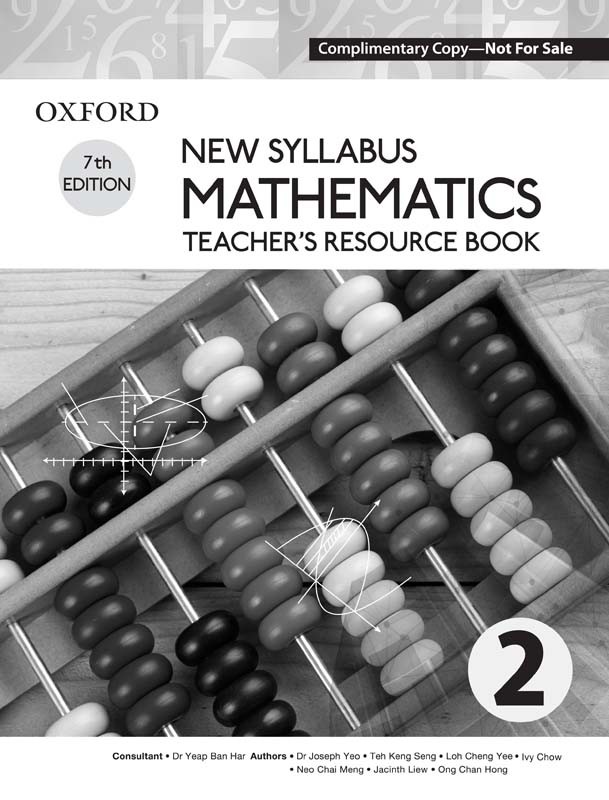 Complimentary Copy—Not For Sale
OXFORD
7th
EDITION
NEW SYLLABUS
MATHEMATICS
TEACHER'S RESOURCE BOOK
2
Consultant • Dr Yeap Ban Har Authors • Dr Joseph Yeo • Teh Keng Seng • Loh Cheng Yee • Ivy Chow
• Neo Chai Meng • Jacinth Liew • Ong Chan Hong